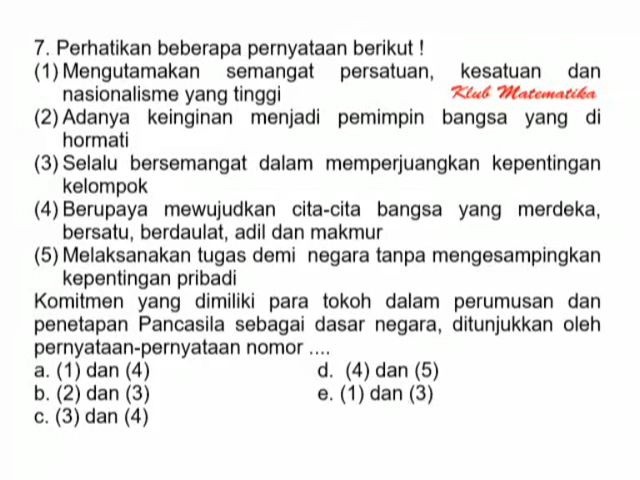 7. Perhatikan beberapa pernyataan berikut !
(1) Mengutamakan semangat persatuan, kesatuan dan
nasionalisme yang tinggi
Klub Matematika
(2) Adanya keinginan menjadi pemimpin bangsa yang di
hormati
(3) Selalu bersemangat dalam memperjuangkan kepentingan
kelompok
(4) Berupaya mewujudkan cita-cita bangsa yang merdeka,
bersatu, berdaulat, adil dan makmur
(5) Melaksanakan tugas demi negara tanpa mengesampingkan
kepentingan pribadi
Komitmen yang dimiliki para tokoh dalam perumusan dan
penetapan Pancasila sebagai dasar negara, ditunjukkan oleh
pernyataan-pernyataan nomor ....
a. (1) dan (4)
b. (2) dan (3)
c. (3) dan (4)
d. (4) dan (5)
e. (1) dan (3)